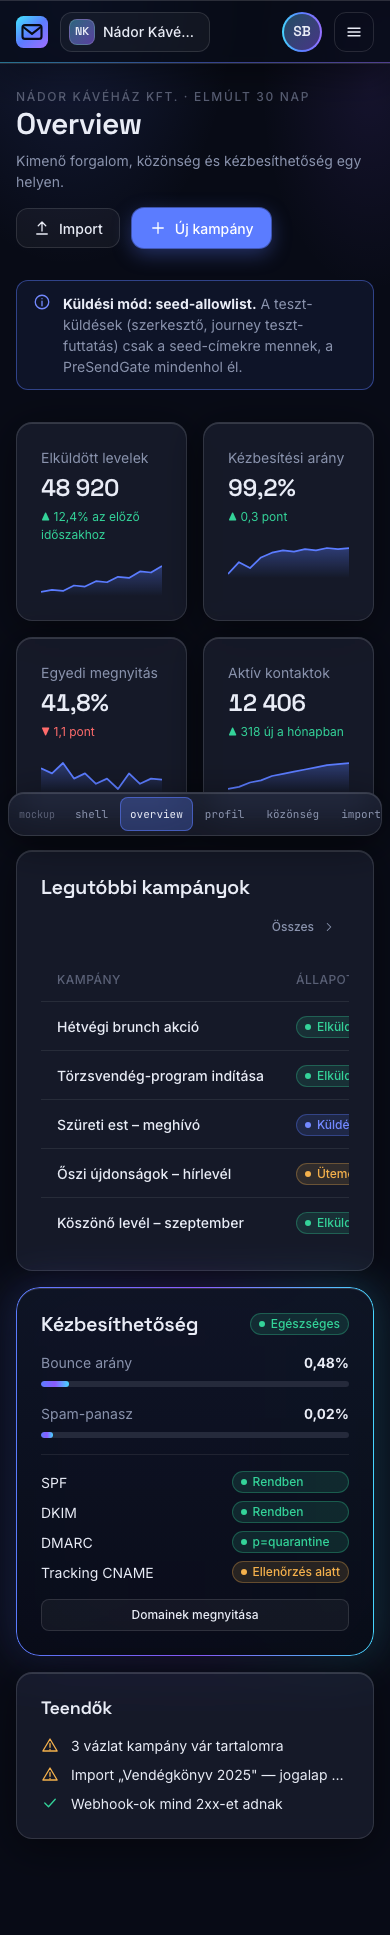 NK Nádor Kávé... SB
NÁDOR KÁVÉHÁZ KFT. · ELMÚLT 30 NAP
Overview
Kimenő forgalom, közönség és kézbesíthetőség egy
helyen.
Import
Új kampány
Küldési mód: seed-allowlist. A teszt-
küldések (szerkesztő, journey teszt-
futtatás) csak a seed-címekre mennek, a
PreSendGate mindenhol él.
Elküldött levelek
48 920
▲ 12,4% az előző
időszakhoz
Kézbesítési arány
99,2%
▲ 0,3 pont
Egyedi megnyitás
41,8%
▼ 1,1 pont
Aktív kontaktok
12 406
▲ 318 új a hónapban
mockup shell overview profil közönség import
Legutóbbi kampányok
Összes
KAMPÁNY ÁLLAPOT
Hétvégi brunch akció Elküld
Törzsvendég-program indítása Elküld
Szüreti est – meghívó Küldé
Őszi újdonságok – hírlevél Üteme
Köszönő levél – szeptember Elküld
Kézbesíthetőség Egészséges
Bounce arány 0,48%
Spam-panasz 0,02%
SPF Rendben
DKIM Rendben
DMARC p=quarantine
Tracking CNAME Ellenőrzés alatt
Domainek megnyitása
Teendők
3 vázlat kampány vár tartalomra
Import „Vendégkönyv 2025" — jogalap ...
Webhook-ok mind 2xx-et adnak